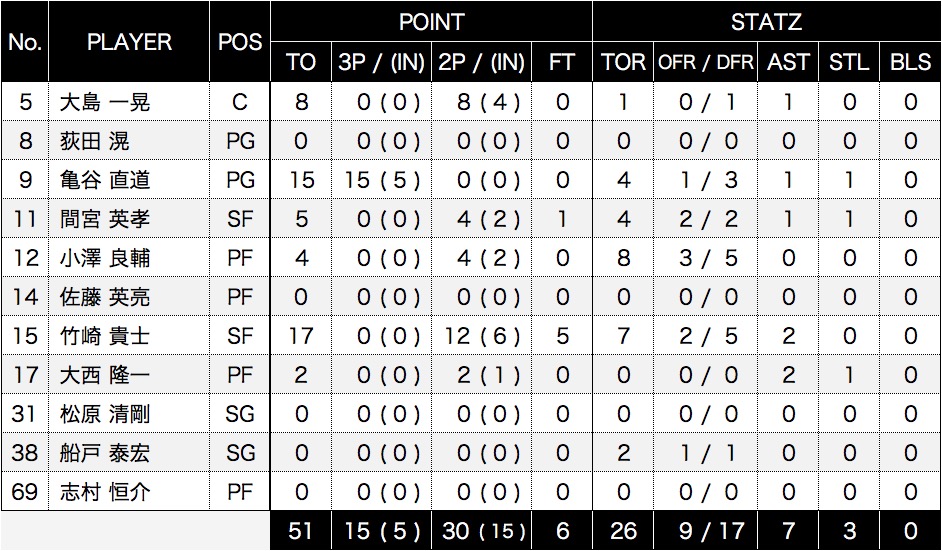 POINT STATZ
No. PLAYER POS TO 3P / (IN) 2P / (IN) FT TOR OFR / DFR AST STL BLS
5 大島 一晃 C 8 0 ( 0 ) 8 ( 4 ) 0 1 0 / 1 1 0 0
8 荻田 滉 PG 0 0 ( 0 ) 0 ( 0 ) 0 0 0 / 0 0 0 0
9 亀谷 直道 PG 15 15 ( 5 ) 0 ( 0 ) 0 4 1 / 3 1 1 0
11 間宮 英孝 SF 5 0 ( 0 ) 4 ( 2 ) 1 4 2 / 2 1 1 0
12 小澤 良輔 PF 4 0 ( 0 ) 4 ( 2 ) 0 8 3 / 5 0 0 0
14 佐藤 英亮 PF 0 0 ( 0 ) 0 ( 0 ) 0 0 0 / 0 0 0 0
15 竹崎 貴士 SF 17 0 ( 0 ) 12 ( 6 ) 5 7 2 / 5 2 0 0
17 大西 隆一 PF 2 0 ( 0 ) 2 ( 1 ) 0 0 0 / 0 2 1 0
31 松原 清剛 SG 0 0 ( 0 ) 0 ( 0 ) 0 0 0 / 0 0 0 0
38 船戸 泰宏 SG 0 0 ( 0 ) 0 ( 0 ) 0 2 1 / 1 0 0 0
69 志村 恒介 PF 0 0 ( 0 ) 0 ( 0 ) 0 0 0 / 0 0 0 0
51 15 ( 5 ) 30 ( 15 ) 6 26 9 / 17 7 3 0